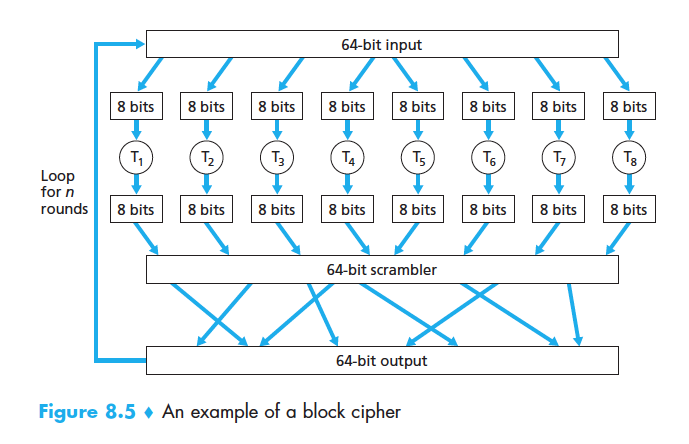 64-bit input
8 bits 8 bits 8 bits 8 bits 8 bits 8 bits 8 bits 8 bits
T1 T2 T3 T4 T5 T6 T7 T8
Loop
for n
rounds
8 bits 8 bits 8 bits 8 bits 8 bits 8 bits 8 bits 8 bits
64-bit scrambler
64-bit output
Figure 8.5 ♦ An example of a block cipher